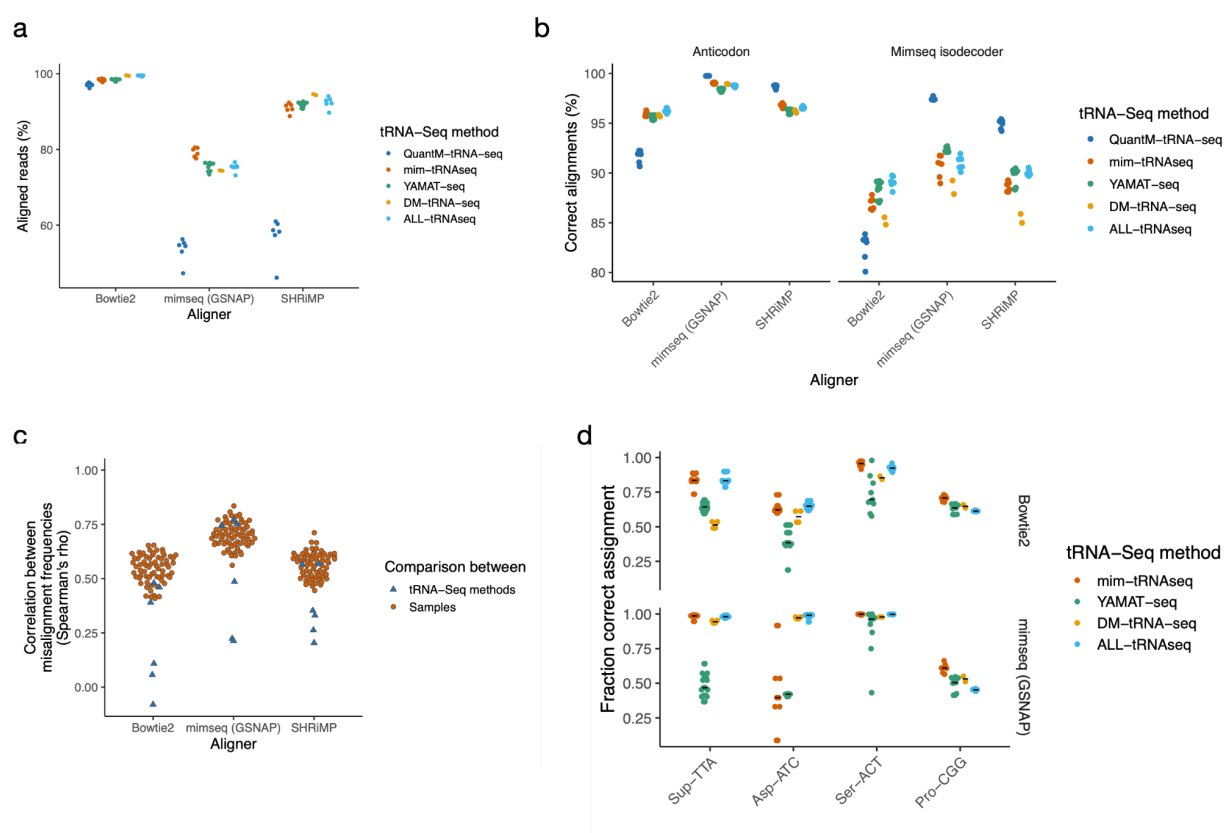 a
100
80
60
Aligned reads (%)
Bowtie2
mimseq (GSNAP)
SHRiMP
Aligner
tRNA−Seq method
QuantM−tRNA−seq
mim−tRNAseq
YAMAT−seq
DM−tRNA−seq
ALL−tRNAseq
b
Anticodon
Mimseq isodecoder
100
95
90
85
80
Correct alignments (%)
Bowtie2
mimseq (GSNAP)
SHRiMP
Bowtie2
mimseq (GSNAP)
SHRiMP
Aligner
tRNA−Seq method
QuantM−tRNA−seq
mim−tRNAseq
YAMAT−seq
DM−tRNA−seq
ALL−tRNAseq
c
1.00
0.75
0.50
0.25
0.00
Correlation between
misalignment frequencies
(Spearman's rho)
Bowtie2
mimseq (GSNAP)
SHRiMP
Aligner
Comparison between
tRNA−Seq methods
Samples
d
1.00
0.75
0.50
0.25
1.00
0.75
0.50
0.25
Fraction correct assignment
Bowtie2
mimseq (GSNAP)
Sup−TTA
Asp−ATC
Ser−ACT
Pro−CGG
tRNA−Seq method
mim−tRNAseq
YAMAT−seq
DM−tRNA−seq
ALL−tRNAseq